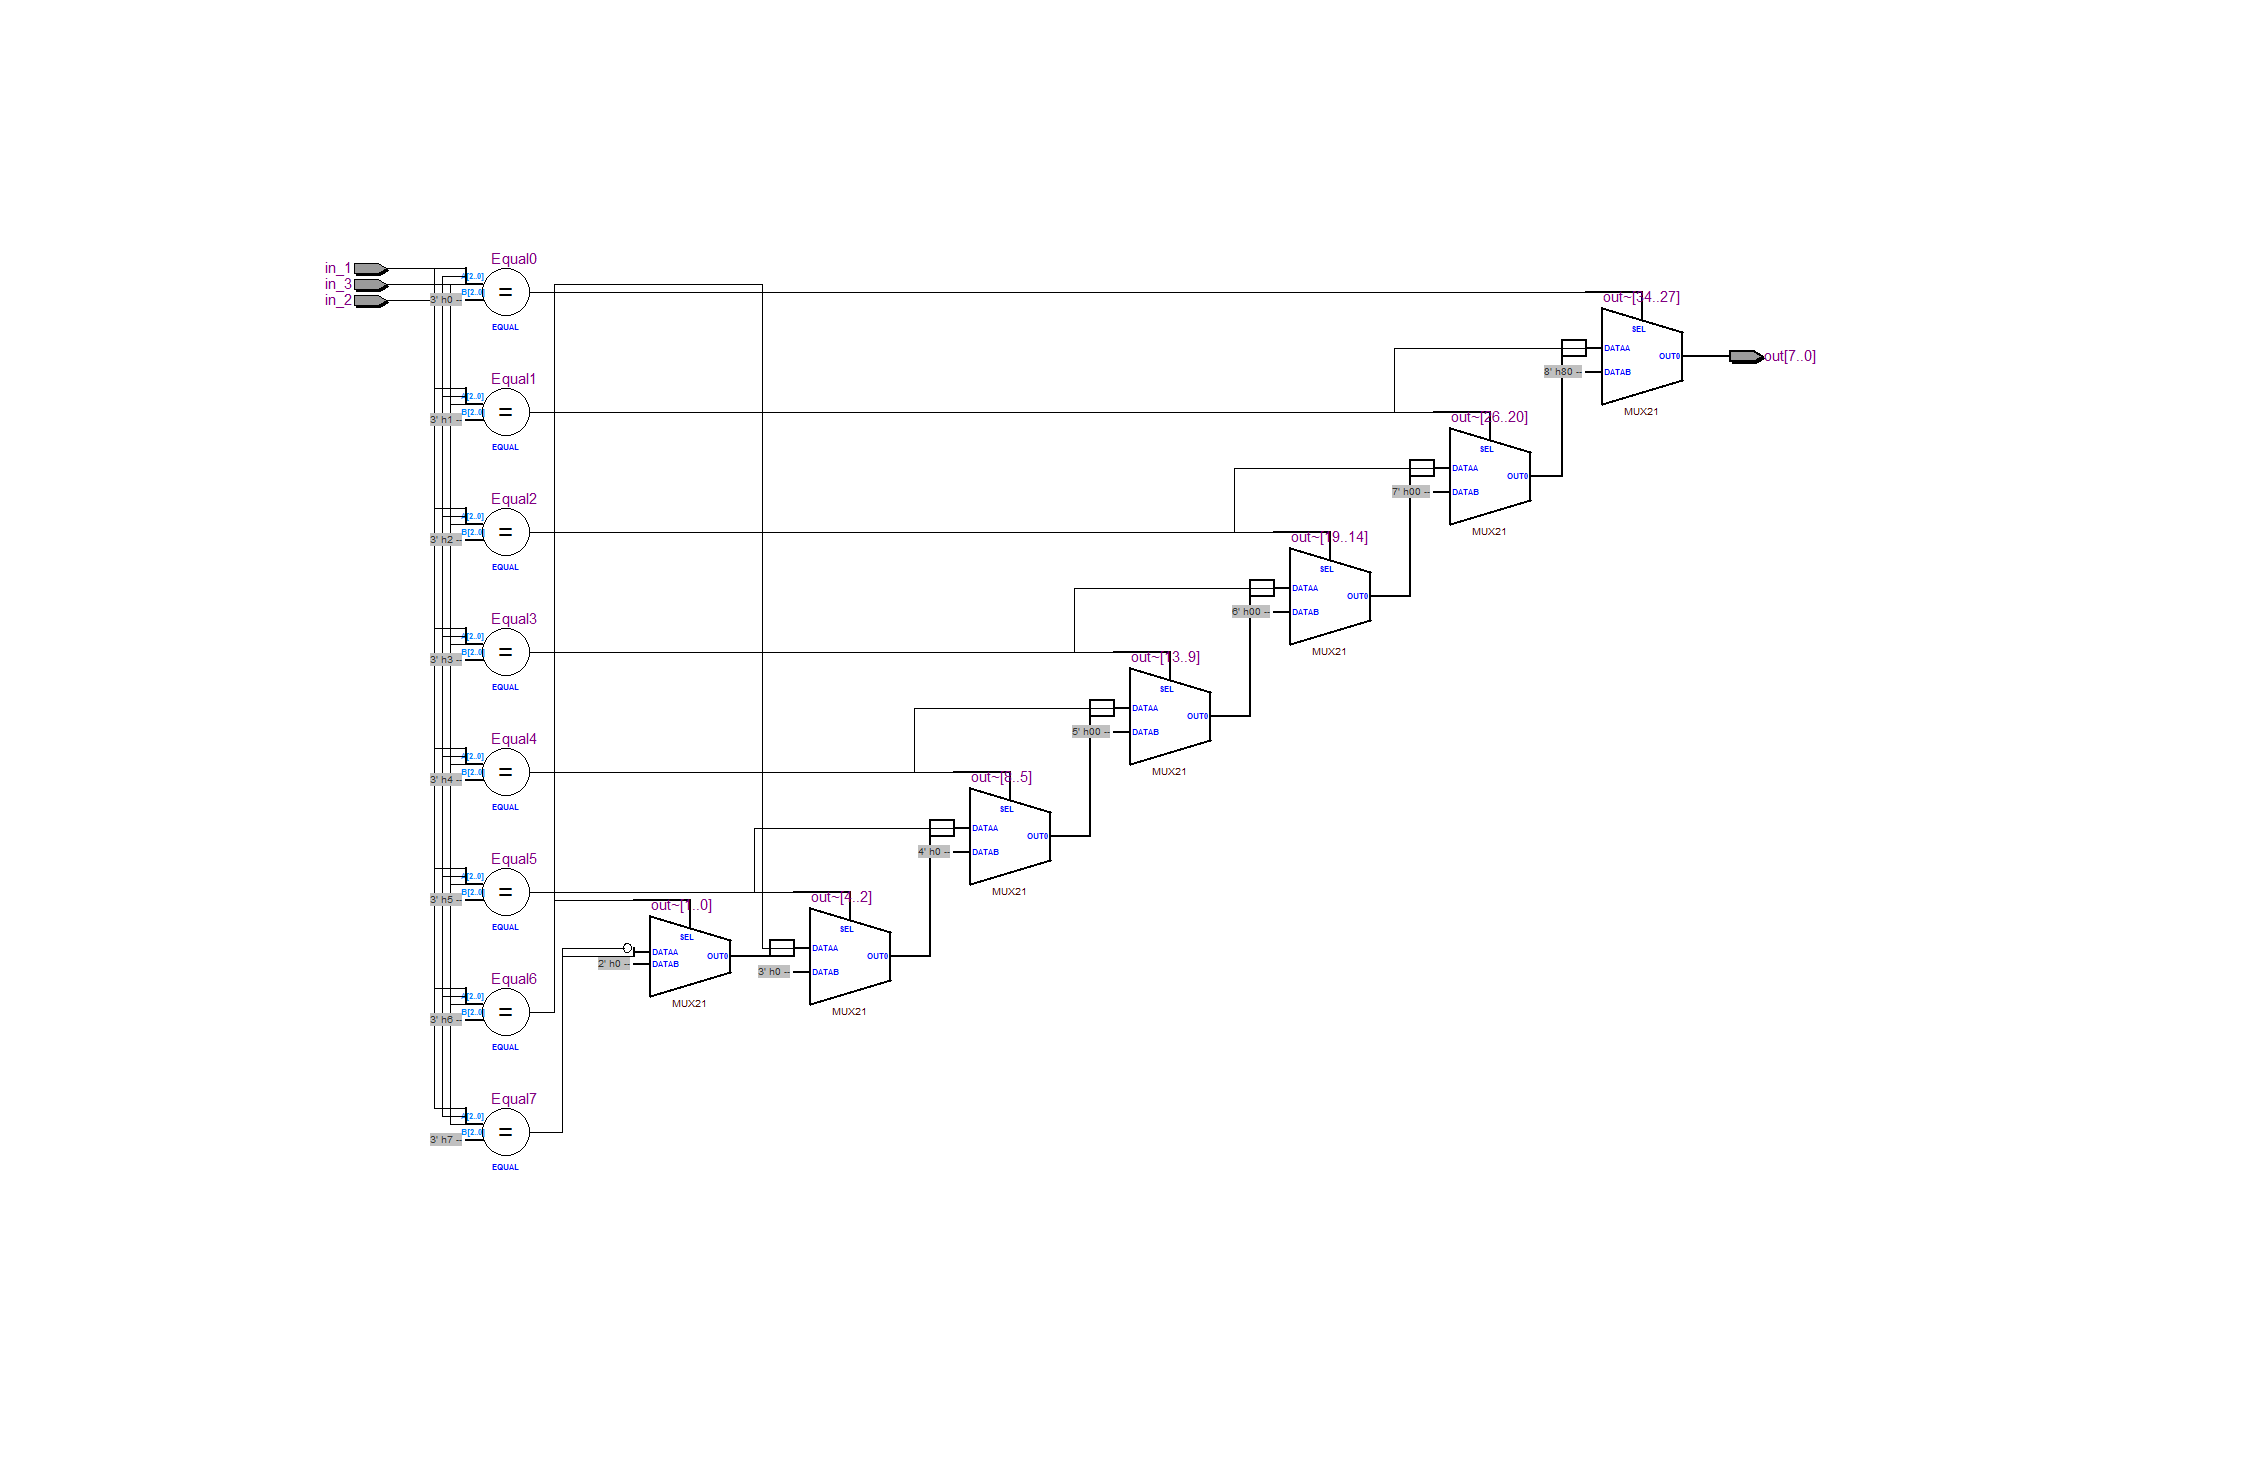 in_1
in_3
in_2
Equal0
A[2..0]
B[2..0]
3' h0
=
EQUAL
Equal1
A[2..0]
B[2..0]
3' h1
=
EQUAL
Equal2
A[2..0]
B[2..0]
3' h2
=
EQUAL
Equal3
A[2..0]
B[2..0]
3' h3
=
EQUAL
Equal4
A[2..0]
B[2..0]
3' h4
=
EQUAL
Equal5
A[2..0]
B[2..0]
3' h5
=
EQUAL
Equal6
A[2..0]
B[2..0]
3' h6
=
EQUAL
Equal7
A[2..0]
B[2..0]
3' h7
=
EQUAL
out~[1..0]
SEL
DATAA
OUT0
2' h0
DATAB
MUX21
out~[4..2]
SEL
DATAA
OUT0
3' h0
DATAB
MUX21
out~[8..5]
SEL
DATAA
OUT0
4' h0
DATAB
MUX21
out~[13..9]
SEL
DATAA
OUT0
5' h00
DATAB
MUX21
out~[19..14]
SEL
DATAA
OUT0
6' h00
DATAB
MUX21
out~[26..20]
SEL
DATAA
OUT0
7' h00
DATAB
MUX21
out~[34..27]
SEL
DATAA
OUT0
8' h80
DATAB
MUX21
out[7..0]